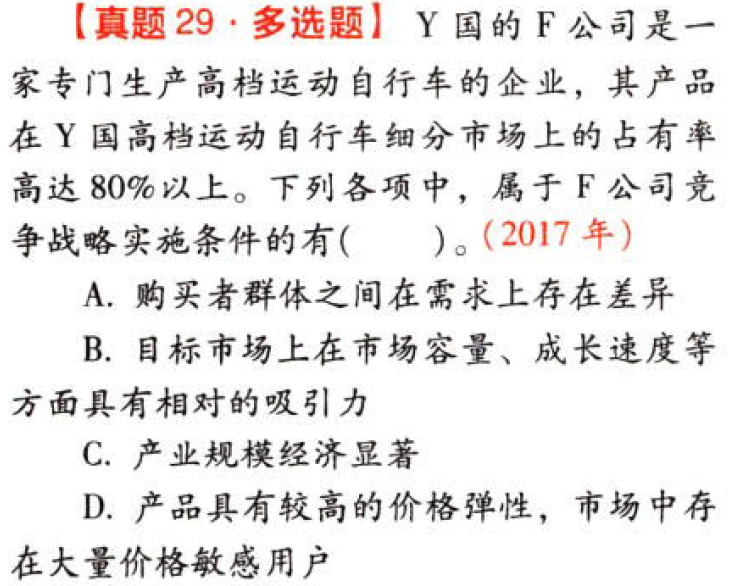 【真题 29·多选题】 Y 国的 F 公司是一
家专门生产高档运动自行车的企业，其产品
在 Y 国高档运动自行车细分市场上的占有率
高达 80%以上。下列各项中，属于 F 公司竞
争战略实施条件的有(　　)。(2017 年)
A. 购买者群体之间在需求上存在差异
B. 目标市场上在市场容量、成长速度等
方面具有相对的吸引力
C. 产业规模经济显著
D. 产品具有较高的价格弹性，市场中存
在大量价格敏感用户